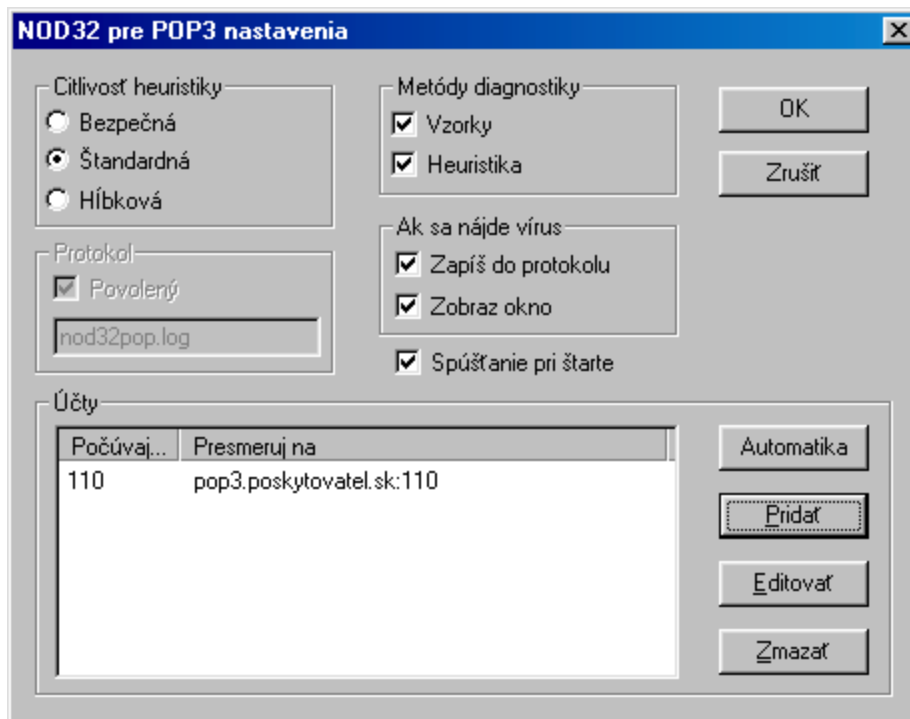 NOD32 pre POP3 nastavenia
Citlivosť heuristiky
Bezpečná
Štandardná
Hĺbková
Protokol
Povolený
nod32pop.log
Metódy diagnostiky
Vzorky
Heuristika
Ak sa nájde vírus
Zapíš do protokolu
Zobraz okno
Spúšťanie pri štarte
OK
Zrušiť
Účty
Počúvaj... Presmeruj na
110 pop3.poskytovatel.sk:110
Automatika
Pridať
Editovať
Zmazať